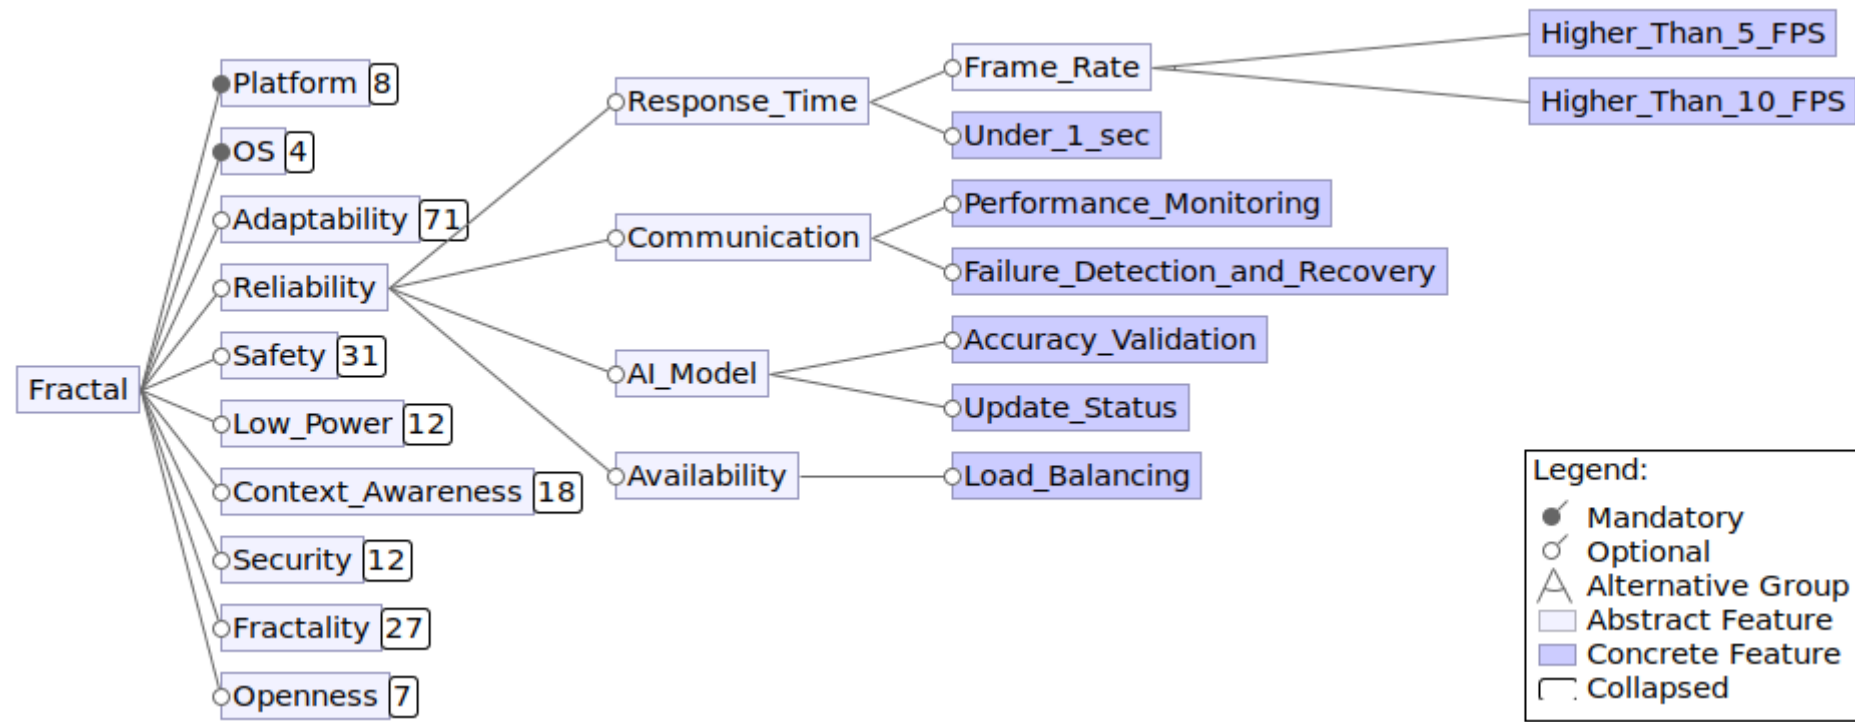 Fractal
Platform 8
OS 4
Adaptability 71
Reliability
Safety 31
Low_Power 12
Context_Awareness 18
Security 12
Fractality 27
Openness 7
Response_Time
Communication
AI_Model
Availability
Frame_Rate
Under_1_sec
Performance_Monitoring
Failure_Detection_and_Recovery
Accuracy_Validation
Update_Status
Load_Balancing
Higher_Than_5_FPS
Higher_Than_10_FPS
Legend:
Mandatory
Optional
Alternative Group
Abstract Feature
Concrete Feature
Collapsed